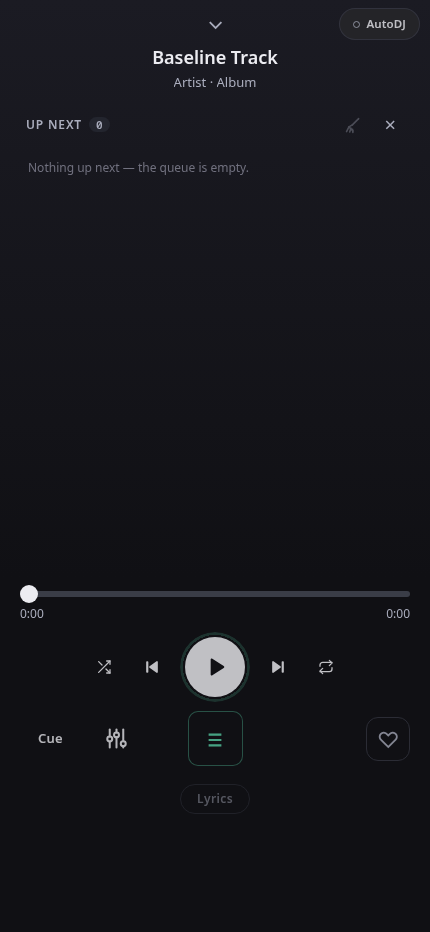 AutoDJ
Baseline Track
Artist · Album
UP NEXT 0
Nothing up next — the queue is empty.
0:00 0:00
Cue
Lyrics